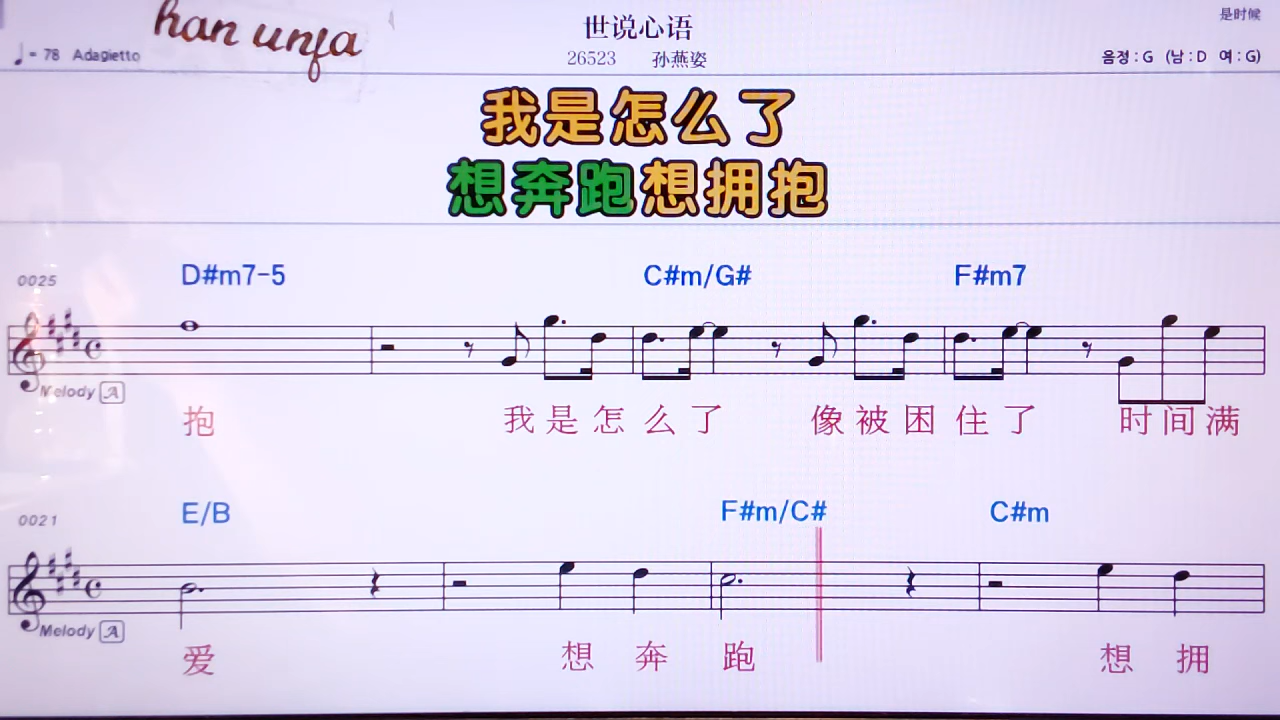 han unja
世说心语
是时候
= 78 Adagietto
26523 孙燕姿
음정 : G (남 : D 여 : G)
我是怎么了
想奔跑想拥抱
0025
D#m7-5 C#m/G# F#m7
Melody A
抱 我是怎么了 像被困住了 时间满
0021
E/B F#m/C# C#m
Melody A
爱 想奔跑 想拥